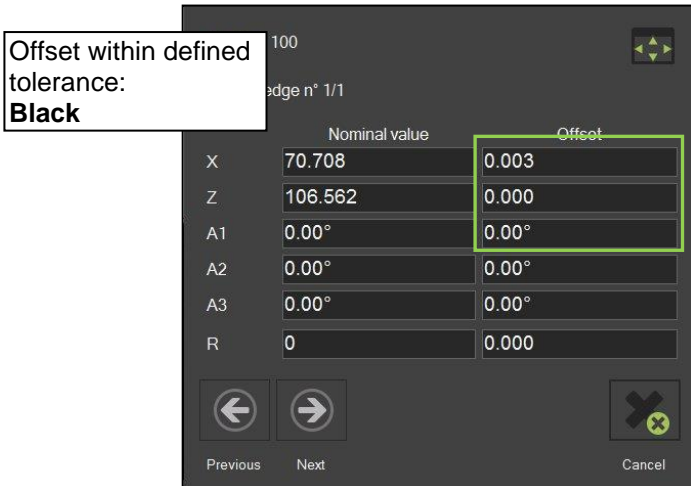 Offset within defined
tolerance:
Black
100
edge n° 1/1
Nominal value Offset
X 70.708 0.003
Z 106.562 0.000
A1 0.00° 0.00°
A2 0.00° 0.00°
A3 0.00° 0.00°
R 0 0.000
Previous Next Cancel